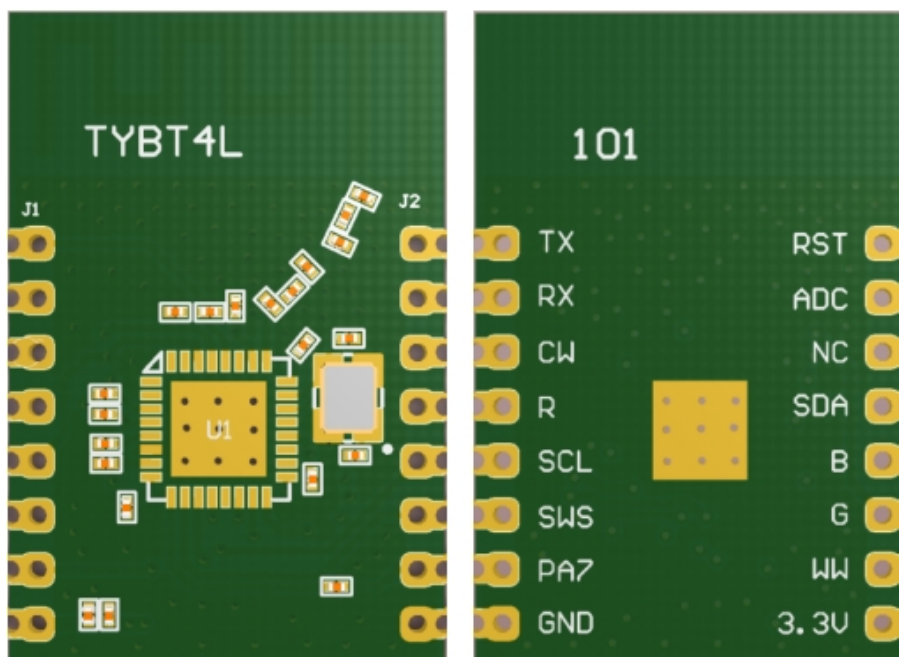 TYBT4L
J1
J2
U1
101
TX RST
RX ADC
CW NC
R SDA
SCL B
SWS G
PA7 WW
GND 3.3V